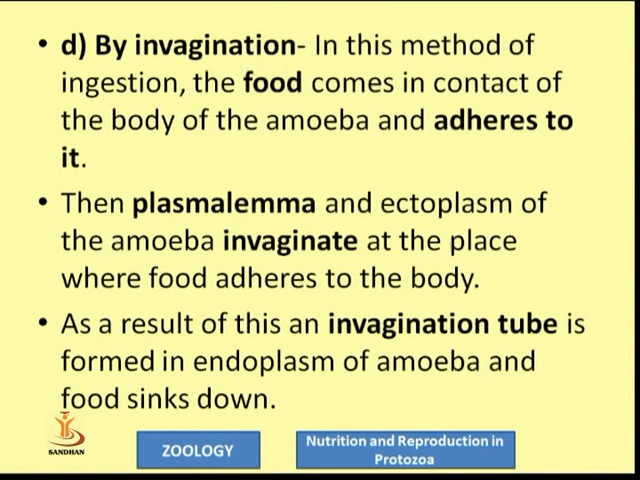 • d) By invagination- In this method of
ingestion, the food comes in contact of
the body of the amoeba and adheres to
it.
• Then plasmalemma and ectoplasm of
the amoeba invaginate at the place
where food adheres to the body.
• As a result of this an invagination tube is
formed in endoplasm of amoeba and
food sinks down.
SANDHAN
ZOOLOGY
Nutrition and Reproduction in
Protozoa